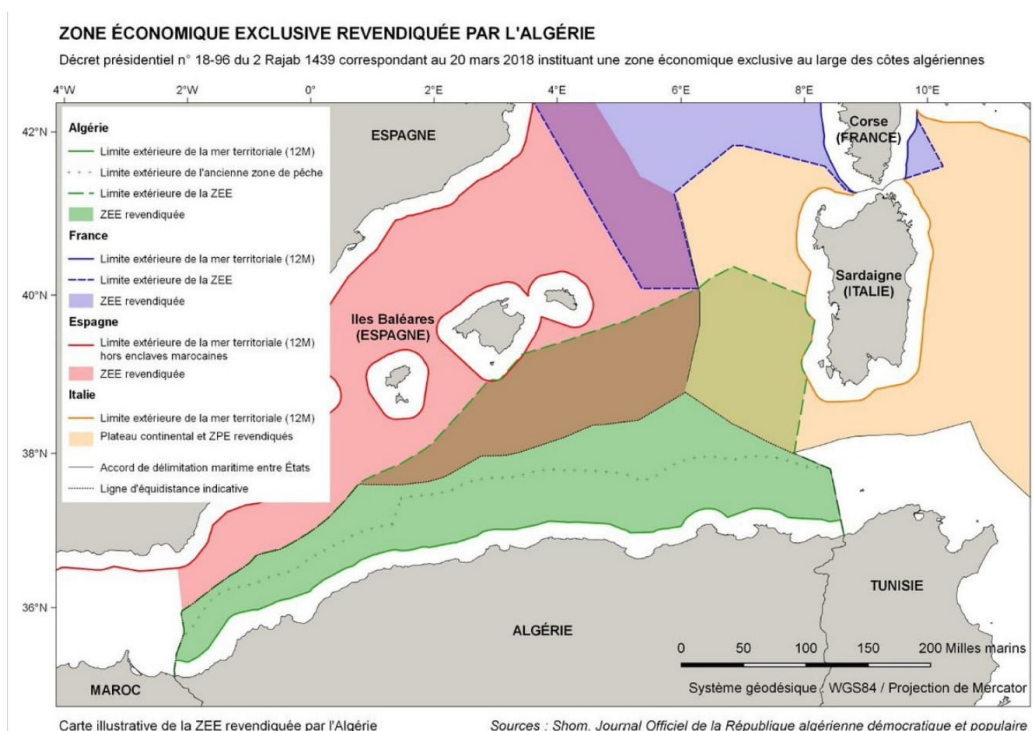 ZONE ÉCONOMIQUE EXCLUSIVE REVENDIQUÉE PAR L'ALGÉRIE
Décret présidentiel n° 18-96 du 2 Rajab 1439 correspondant au 20 mars 2018 instituant une zone économique exclusive au large des côtes algériennes
4°W 2°W 0° 2°E 4°E 6°E 8°E 10°E
42°N
40°N
38°N
36°N
Algérie
Limite extérieure de la mer territoriale (12M)
Limite extérieure de l'ancienne zone de pêche
Limite extérieure de la ZEE
ZEE revendiquée
France
Limite extérieure de la mer territoriale (12M)
Limite extérieure de la ZEE
ZEE revendiquée
Espagne
Limite extérieure de la mer territoriale (12M)
hors enclaves marocaines
ZEE revendiquée
Italie
Limite extérieure de la mer territoriale (12M)
Plateau continental et ZPE revendiqués
Accord de délimitation maritime entre États
Ligne d'équidistance indicative
ESPAGNE
Corse
(FRANCE)
Sardaigne
(ITALIE)
Iles Baléares
(ESPAGNE)
TUNISIE
ALGÉRIE
MAROC
0 50 100 150 200 Milles marins
Système géodésique : WGS84 / Projection de Mercator
Carte illustrative de la ZEE revendiquée par l'Algérie
Sources : Shom, Journal Officiel de la République algérienne démocratique et populaire